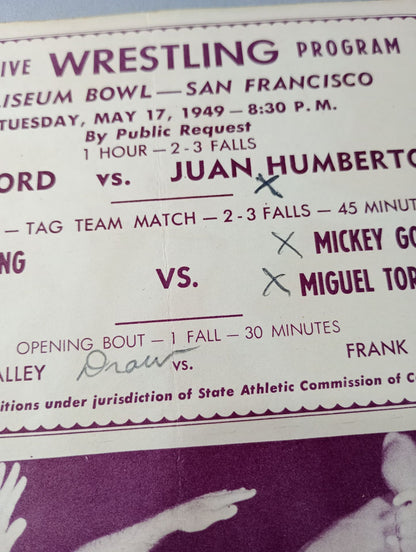 IVE WRESTLING PROGRAM
LISEUM BOWL — SAN FRANCISCO
TUESDAY, MAY 17, 1949 — 8:30 P. M.
By Public Request
1 HOUR — 2 - 3 FALLS
ORD vs. JUAN HUMBERTO
X
— TAG TEAM MATCH — 2 - 3 FALLS — 45 MINUT
NG VS. X MICKEY GO
X MIGUEL TOR
OPENING BOUT — 1 FALL — 30 MINUTES
ALLEY Draw vs. FRANK
itions under jurisdiction of State Athletic Commission of C